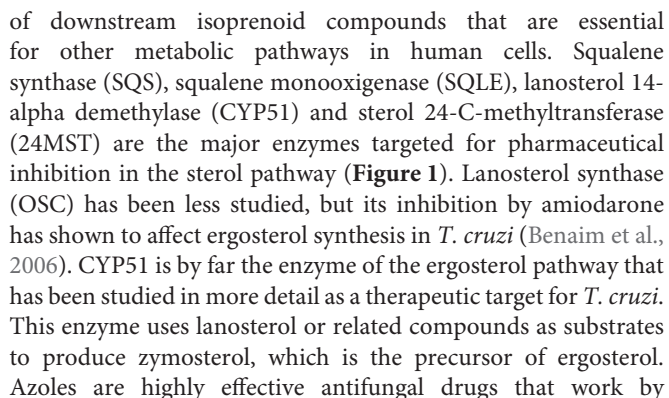 of downstream isoprenoid compounds that are essential
for other metabolic pathways in human cells. Squalene
synthase (SQS), squalene monooxigenase (SQLE), lanosterol 14-
alpha demethylase (CYP51) and sterol 24-C-methyltransferase
(24MST) are the major enzymes targeted for pharmaceutical
inhibition in the sterol pathway (Figure 1). Lanosterol synthase
(OSC) has been less studied, but its inhibition by amiodarone
has shown to affect ergosterol synthesis in T. cruzi (Benaim et al.,
2006). CYP51 is by far the enzyme of the ergosterol pathway that
has been studied in more detail as a therapeutic target for T. cruzi.
This enzyme uses lanosterol or related compounds as substrates
to produce zymosterol, which is the precursor of ergosterol.
Azoles are highly effective antifungal drugs that work by